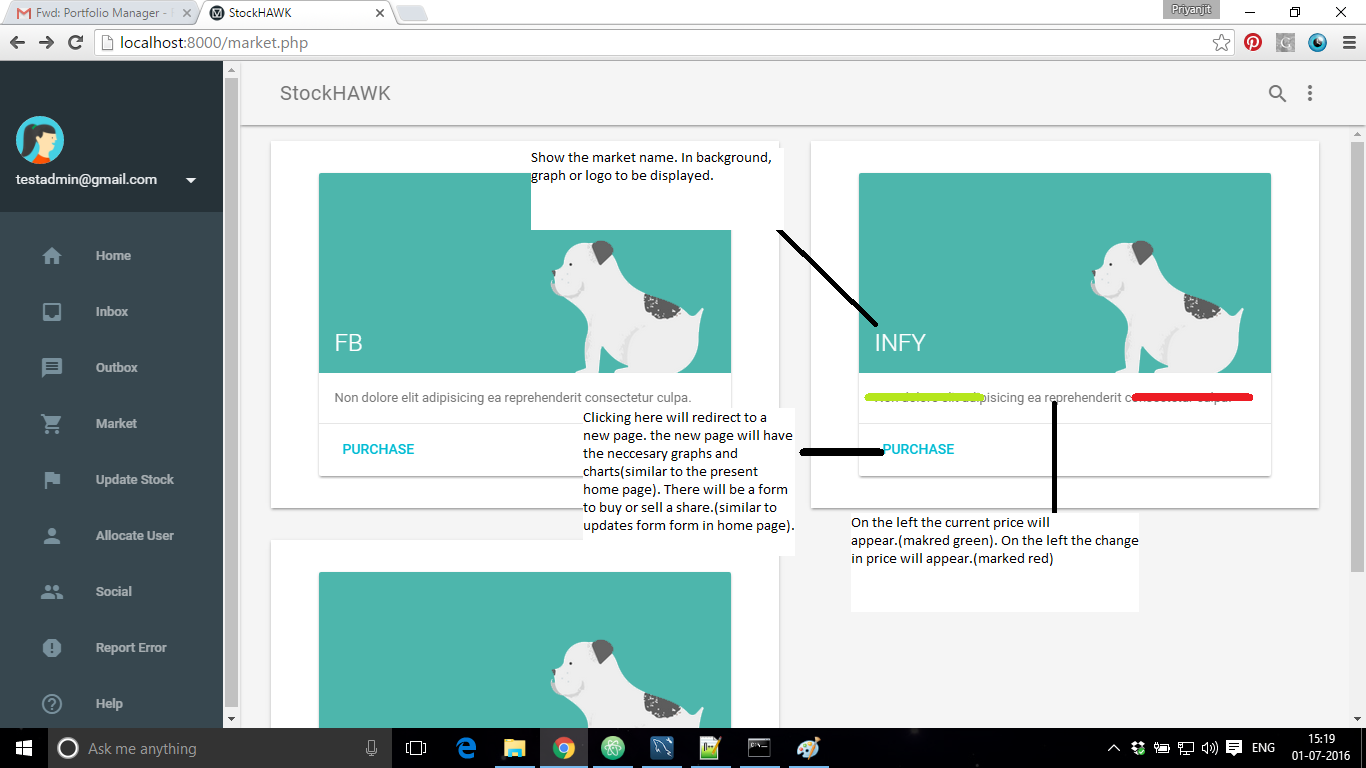 Fwd: Portfolio Manager -
StockHAWK
Priyanjit
localhost:8000/market.php
testadmin@gmail.com
Home
Inbox
Outbox
Market
Update Stock
Allocate User
Social
Report Error
Help
StockHAWK
Show the market name. In background,
graph or logo to be displayed.
FB
Non dolore elit adipisicing ea reprehenderit consectetur culpa.
PURCHASE
INFY
Non dolore elit adipisicing ea reprehenderit consectetur culpa.
PURCHASE
Clicking here will redirect to a
new page. the new page will have
the neccesary graphs and
charts(similar to the present
home page). There will be a form
to buy or sell a share.(similar to
updates form form in home page).
On the left the current price will
appear.(makred green). On the left the change
in price will appear.(marked red)
Ask me anything
ENG
15:19
01-07-2016